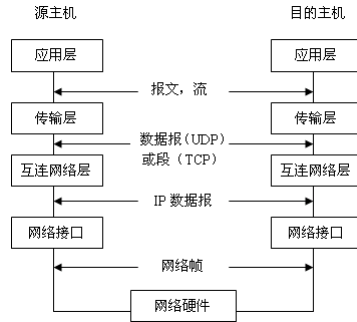 源主机 目的主机
应用层 应用层
报文，流
传输层 传输层
数据报(UDP)
或段（TCP）
互连网络层 互连网络层
IP 数据报
网络接口 网络接口
网络帧
网络硬件